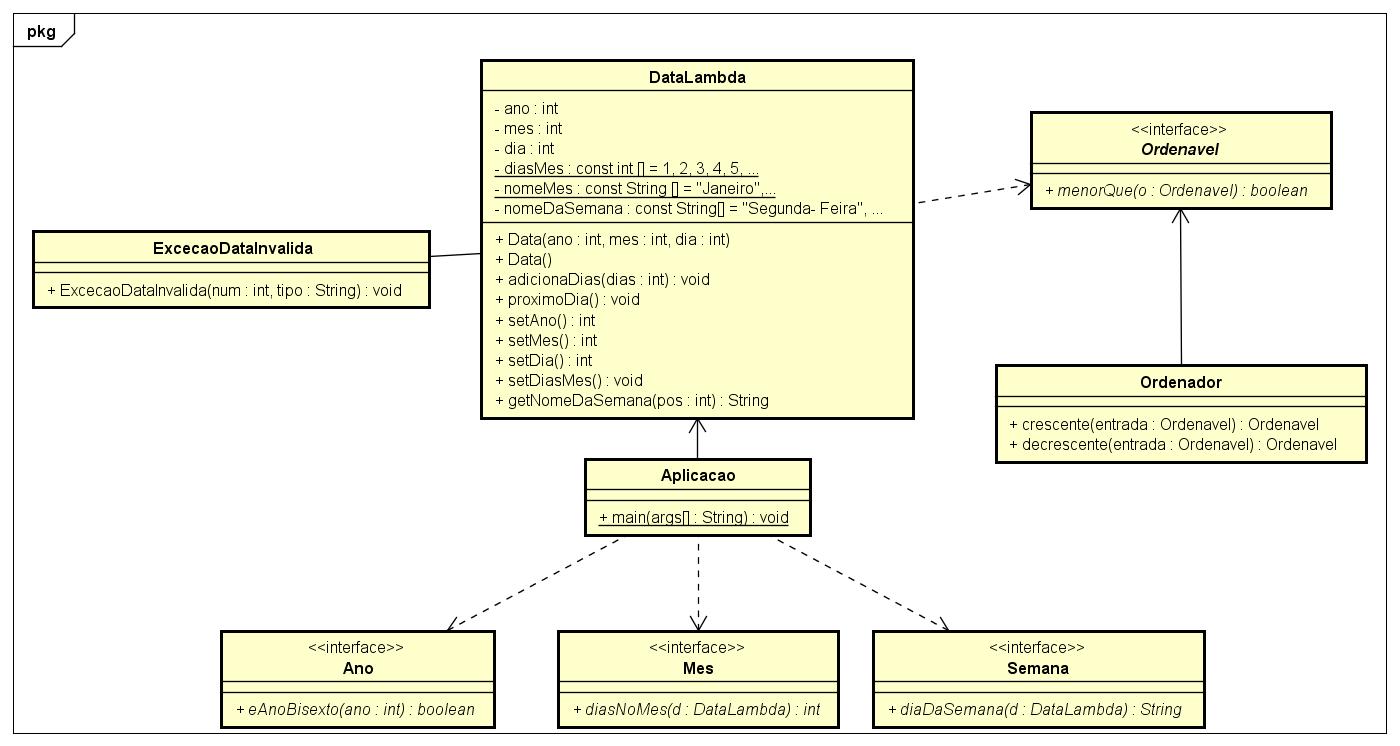 pkg
DataLambda
- ano : int
- mes : int
- dia : int
- diasMes : const int [] = 1, 2, 3, 4, 5, ...
- nomeMes : const String [] = "Janeiro",...
- nomeDaSemana : const String[] = "Segunda- Feira", ...
+ Data(ano : int, mes : int, dia : int)
+ Data()
+ adicionaDias(dias : int) : void
+ proximoDia() : void
+ setAno() : int
+ setMes() : int
+ setDia() : int
+ setDiasMes() : void
+ getNomeDaSemana(pos : int) : String
<<interface>>
Ordenavel
+ menorQue(o : Ordenavel) : boolean
ExcecaoDataInvalida
+ ExcecaoDataInvalida(num : int, tipo : String) : void
Ordenador
+ crescente(entrada : Ordenavel) : Ordenavel
+ decrescente(entrada : Ordenavel) : Ordenavel
Aplicacao
+ main(args[] : String) : void
<<interface>>
Ano
+ eAnoBisexto(ano : int) : boolean
<<interface>>
Mes
+ diasNoMes(d : DataLambda) : int
<<interface>>
Semana
+ diaDaSemana(d : DataLambda) : String